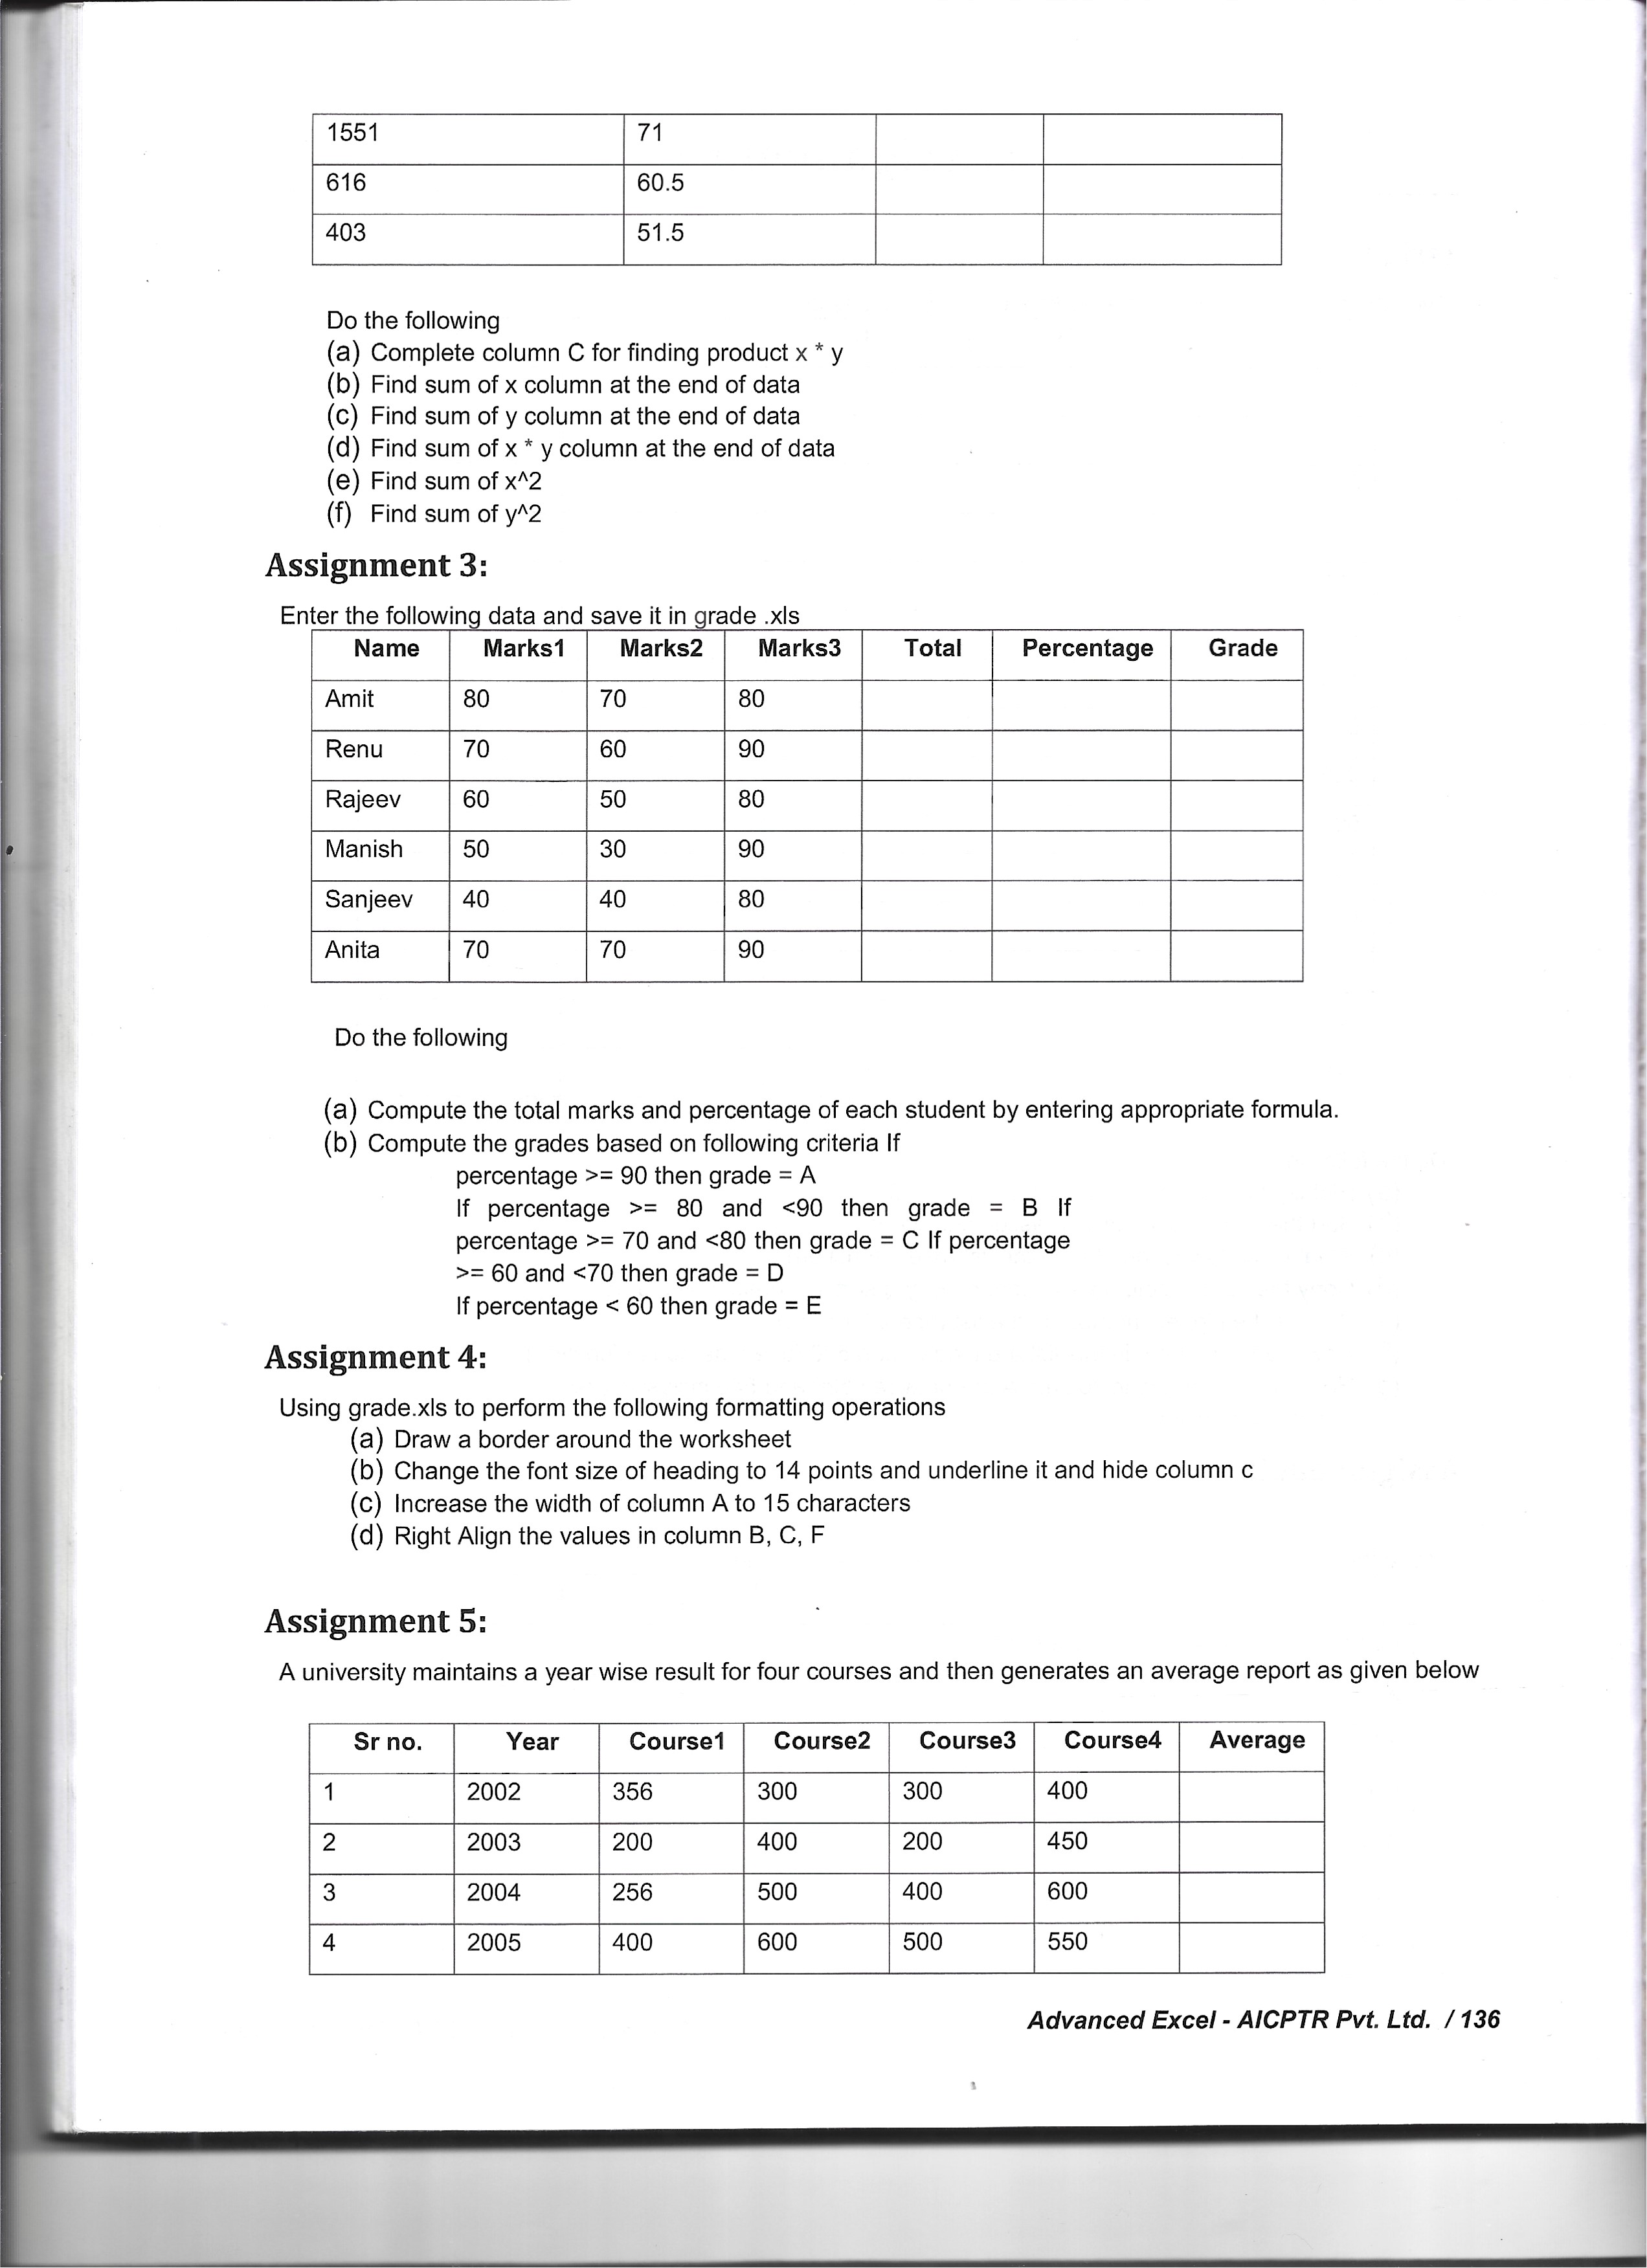 1551 71
616 60.5
403 51.5
Do the following
(a) Complete column C for finding product x * y
(b) Find sum of x column at the end of data
(c) Find sum of y column at the end of data
(d) Find sum of x * y column at the end of data
(e) Find sum of x^2
(f) Find sum of y^2
Assignment 3:
Enter the following data and save it in grade .xls
Name Marks1 Marks2 Marks3 Total Percentage Grade
Amit 80 70 80
Renu 70 60 90
Rajeev 60 50 80
Manish 50 30 90
Sanjeev 40 40 80
Anita 70 70 90
Do the following
(a) Compute the total marks and percentage of each student by entering appropriate formula.
(b) Compute the grades based on following criteria If
percentage >= 90 then grade = A
If percentage >= 80 and <90 then grade = B If
percentage >= 70 and <80 then grade = C If percentage
>= 60 and <70 then grade = D
If percentage < 60 then grade = E
Assignment 4:
Using grade.xls to perform the following formatting operations
(a) Draw a border around the worksheet
(b) Change the font size of heading to 14 points and underline it and hide column c
(c) Increase the width of column A to 15 characters
(d) Right Align the values in column B, C, F
Assignment 5:
A university maintains a year wise result for four courses and then generates an average report as given below
Sr no. Year Course1 Course2 Course3 Course4 Average
1 2002 356 300 300 400
2 2003 200 400 200 450
3 2004 256 500 400 600
4 2005 400 600 500 550
Advanced Excel - AICPTR Pvt. Ltd. / 136